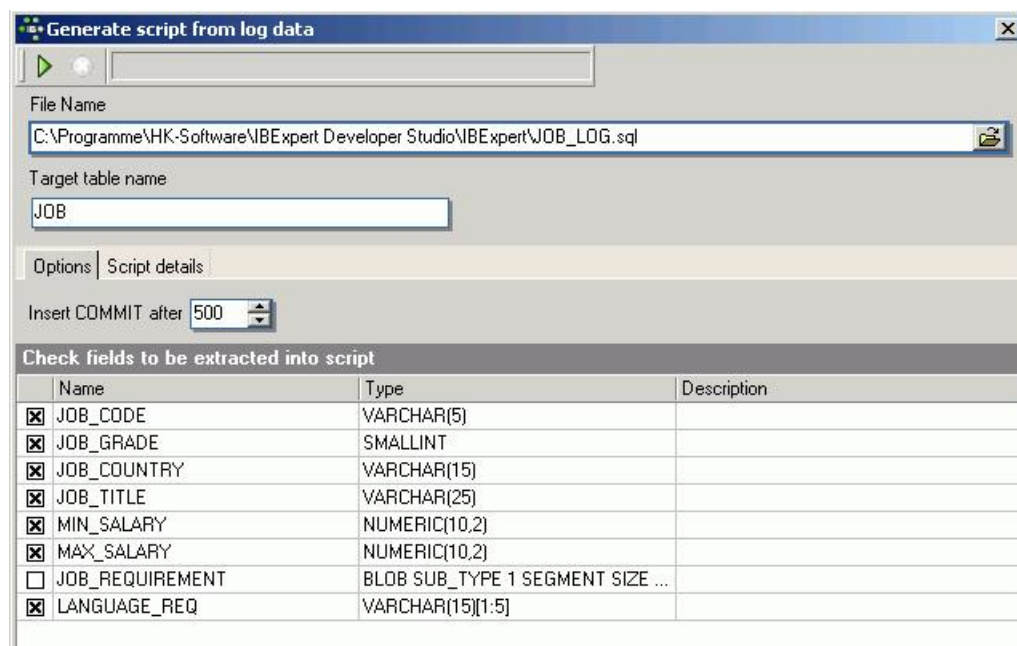 Generate script from log data
File Name
C:\Programme\HK-Software\IBExpert Developer Studio\IBExpert\JOB_LOG.sql
Target table name
JOB
Options Script details
Insert COMMIT after 500
Check fields to be extracted into script
Name Type Description
JOB_CODE VARCHAR(5)
JOB_GRADE SMALLINT
JOB_COUNTRY VARCHAR(15)
JOB_TITLE VARCHAR(25)
MIN_SALARY NUMERIC(10,2)
MAX_SALARY NUMERIC(10,2)
JOB_REQUIREMENT BLOB SUB_TYPE 1 SEGMENT SIZE ...
LANGUAGE_REQ VARCHAR(15)[1:5]